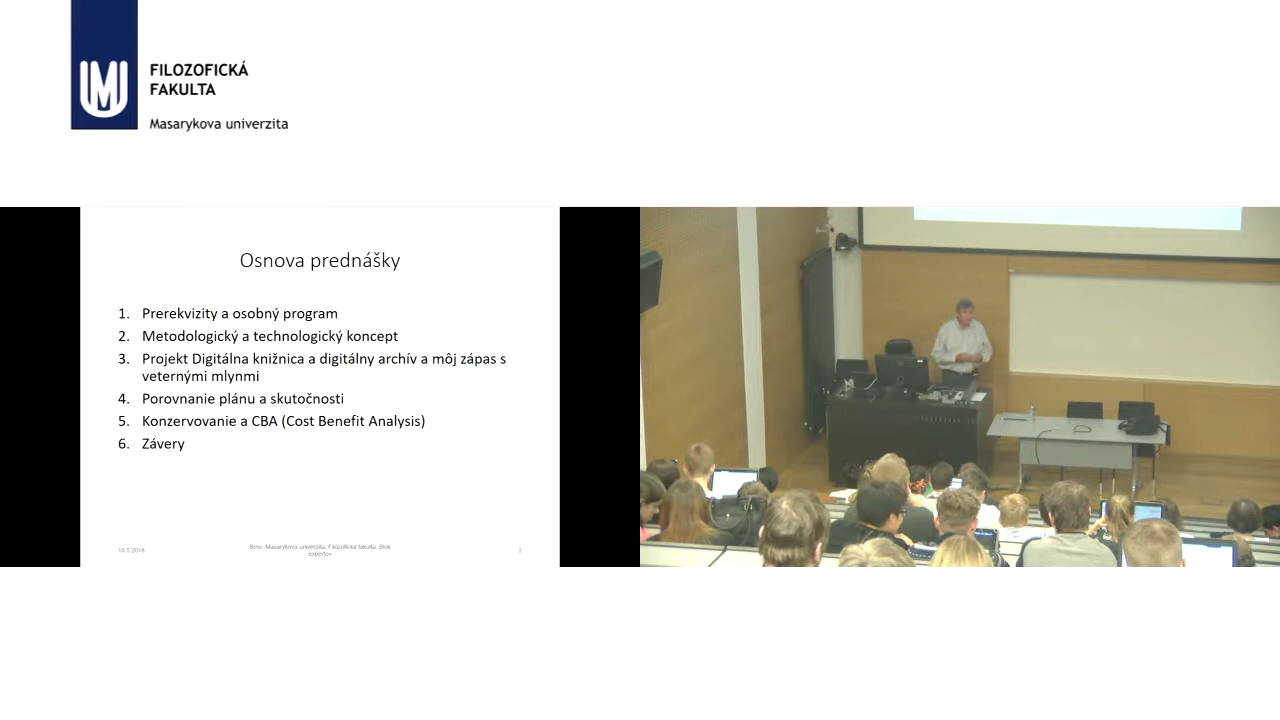 FILOZOFICKÁ
FAKULTA
Masarykova univerzita
Osnova prednášky
1. Prerekvizity a osobný program
2. Metodologický a technologický koncept
3. Projekt Digitálna knižnica a digitálny archív a môj zápas s
veternými mlynmi
4. Porovnanie plánu a skutočnosti
5. Konzervovanie a CBA (Cost Benefit Analysis)
6. Závery
10.5.2018
Brno, Masarykova univerzita, Filozofická fakulta, Blok
expertov
2